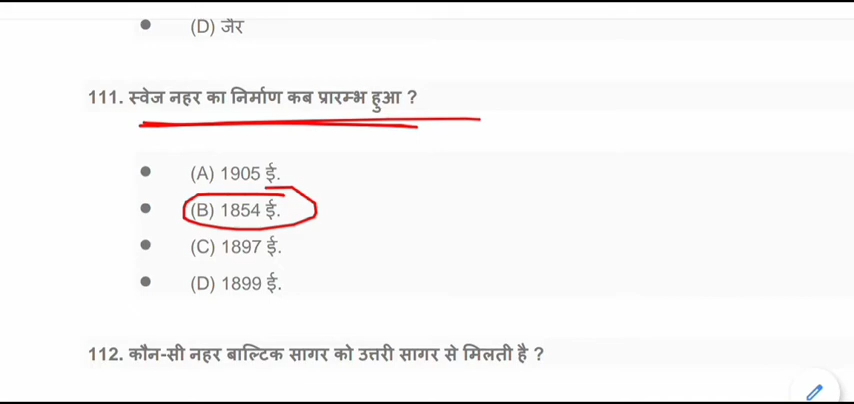 (D) जैर
111. स्वेज नहर का निर्माण कब प्रारम्भ हुआ ?
(A) 1905 ई.
(B) 1854 ई.
(C) 1897 ई.
(D) 1899 ई.
112. कौन-सी नहर बाल्टिक सागर को उत्तरी सागर से मिलती है ?